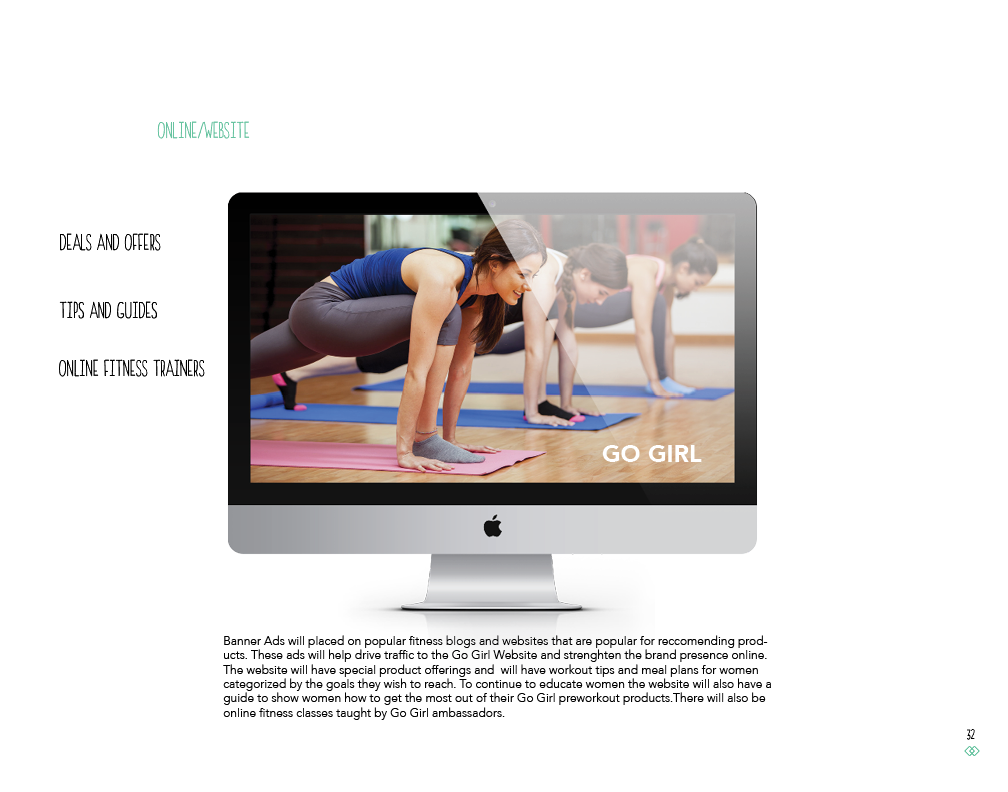 ONLINE/WEBSITE
DEALS AND OFFERS
TIPS AND GUIDES
ONLINE FITNESS TRAINERS
GO GIRL
Banner Ads will placed on popular fitness blogs and websites that are popular for reccomending prod-
ucts. These ads will help drive traffic to the Go Girl Website and strenghten the brand presence online.
The website will have special product offerings and  will have workout tips and meal plans for women
categorized by the goals they wish to reach. To continue to educate women the website will also have a
guide to show women how to get the most out of their Go Girl preworkout products.There will also be
online fitness classes taught by Go Girl ambassadors.
32